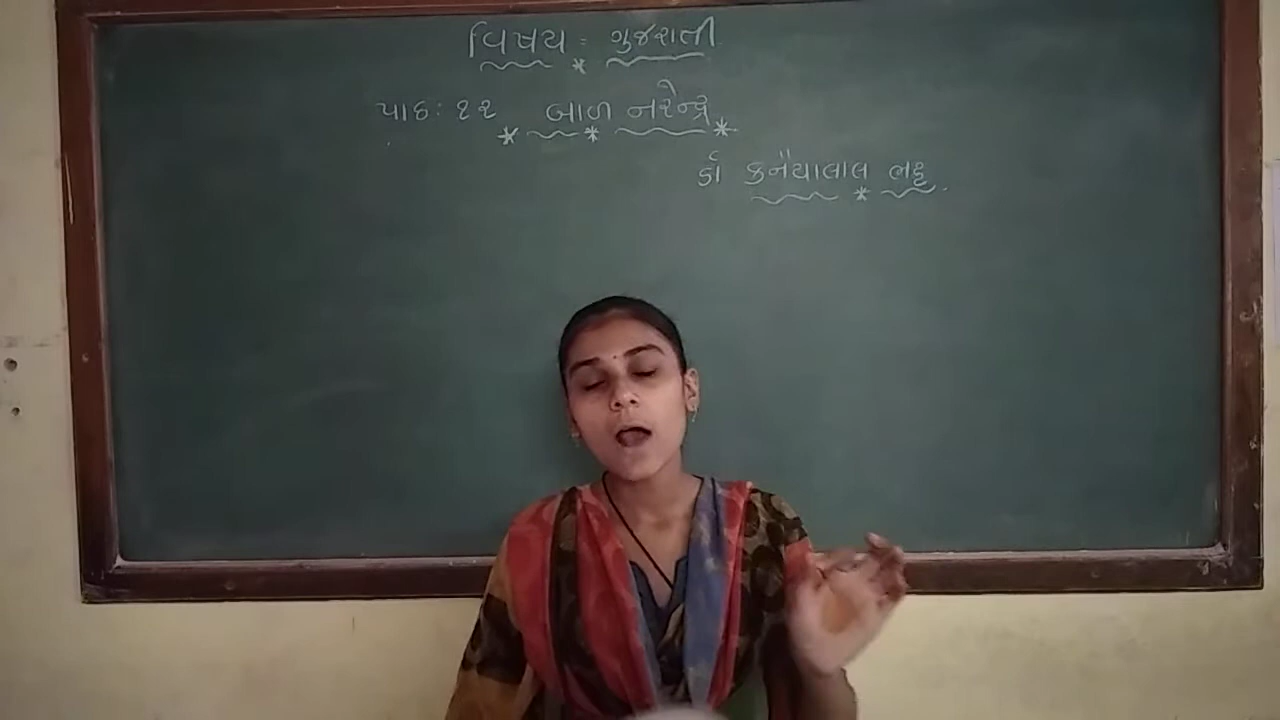 વિષય = ગુજરાતી
પાઠ: ૧૨ બાળ નરેન્દ્ર
ડૉ કનૈયાલાલ ભટ્ટ.